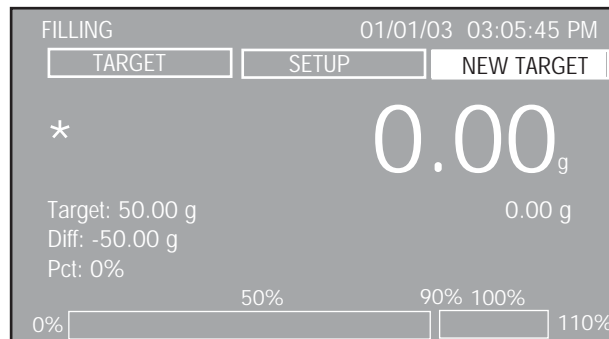 FILLING 01/01/03 03:05:45 PM
TARGET SETUP NEW TARGET
* 0.00 g
Target: 50.00 g 0.00 g
Diff: -50.00 g
Pct: 0%
50% 90% 100%
0% 110%